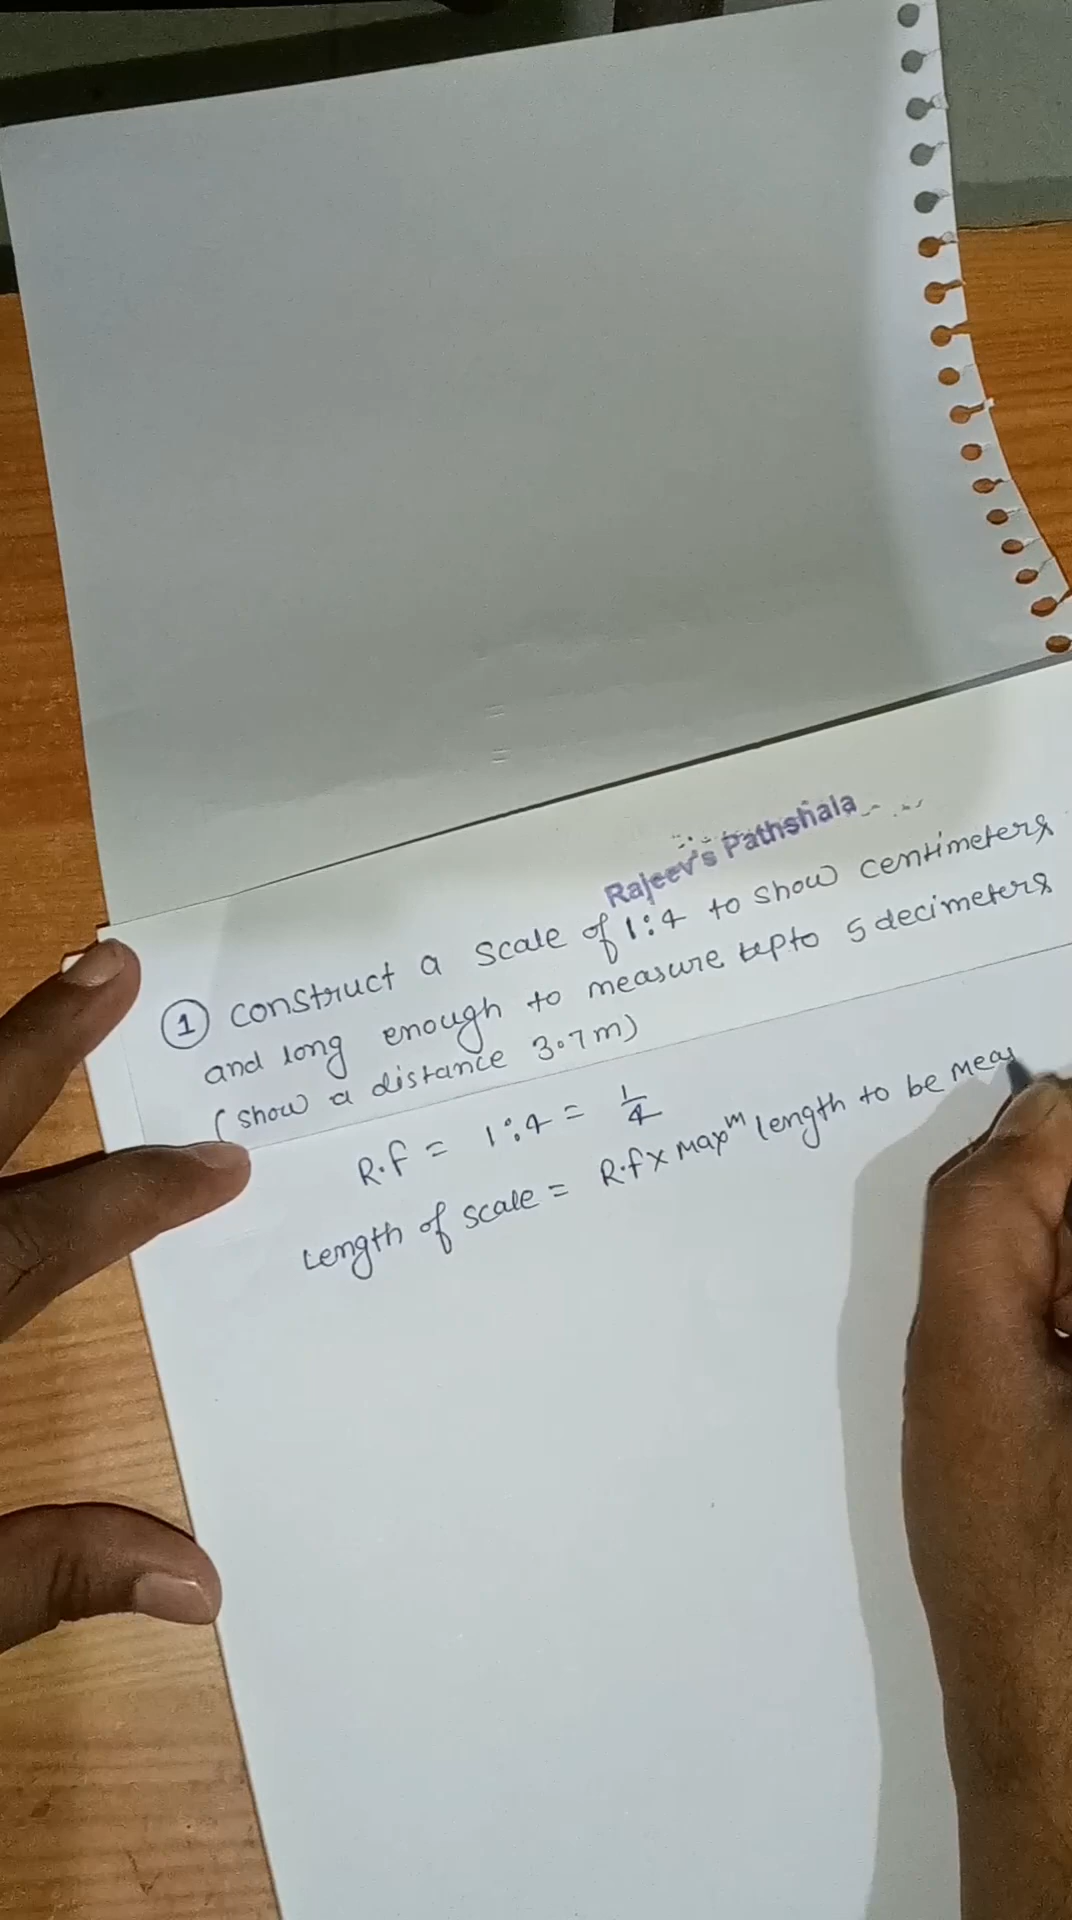 Rajeev's Pathshala
① construct a scale of 1:4 to show centimeters
and long enough to measure upto 5 decimeters
(show a distance 3.7m)
R.f = 1:4 = 1/4
Length of scale = R.f x maxᵐ length to be meas